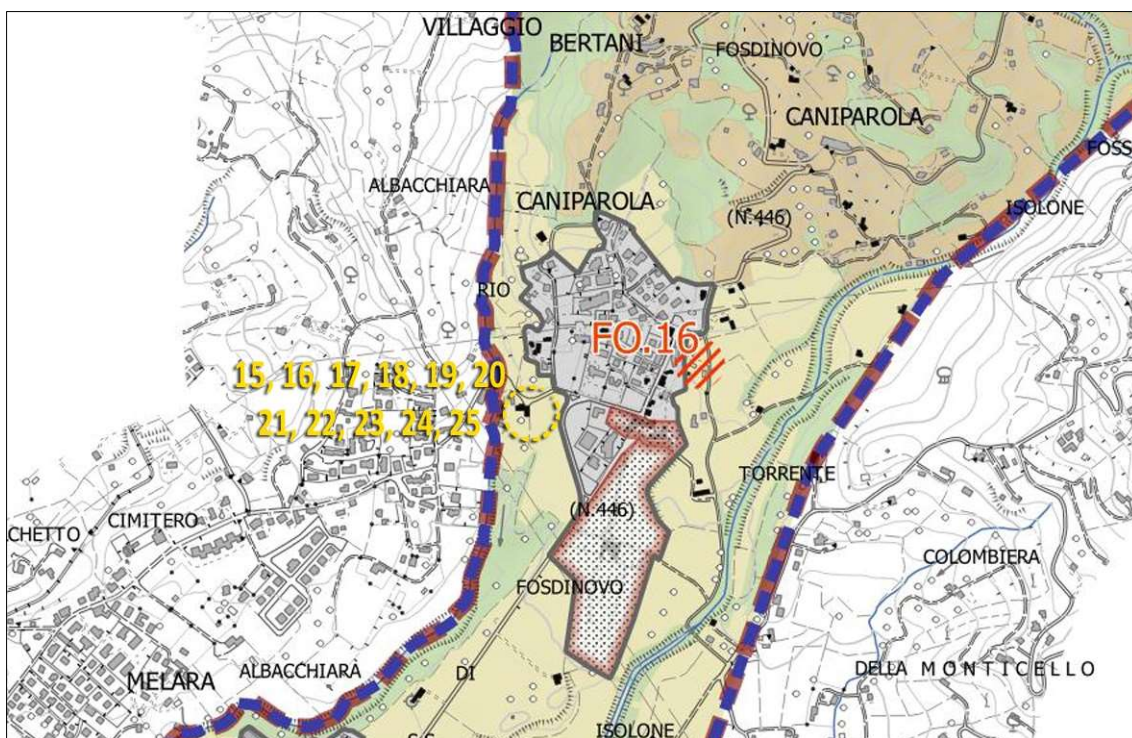 VILLAGGIO
BERTANI
FOSDINOVO
CANIPAROLA
FOSS
ALBACCHIARA
CANIPAROLA
(N.446)
ISOLONE
RIO
FO.16
15, 16, 17, 18, 19, 20
21, 22, 23, 24, 25
TORRENTE
(N.446)
CIMITERO
CHETTO
COLOMBIERA
FOSDINOVO
ALBACCHIARA
DI
DELLA MONTICELLO
MELARA
ISOLONE